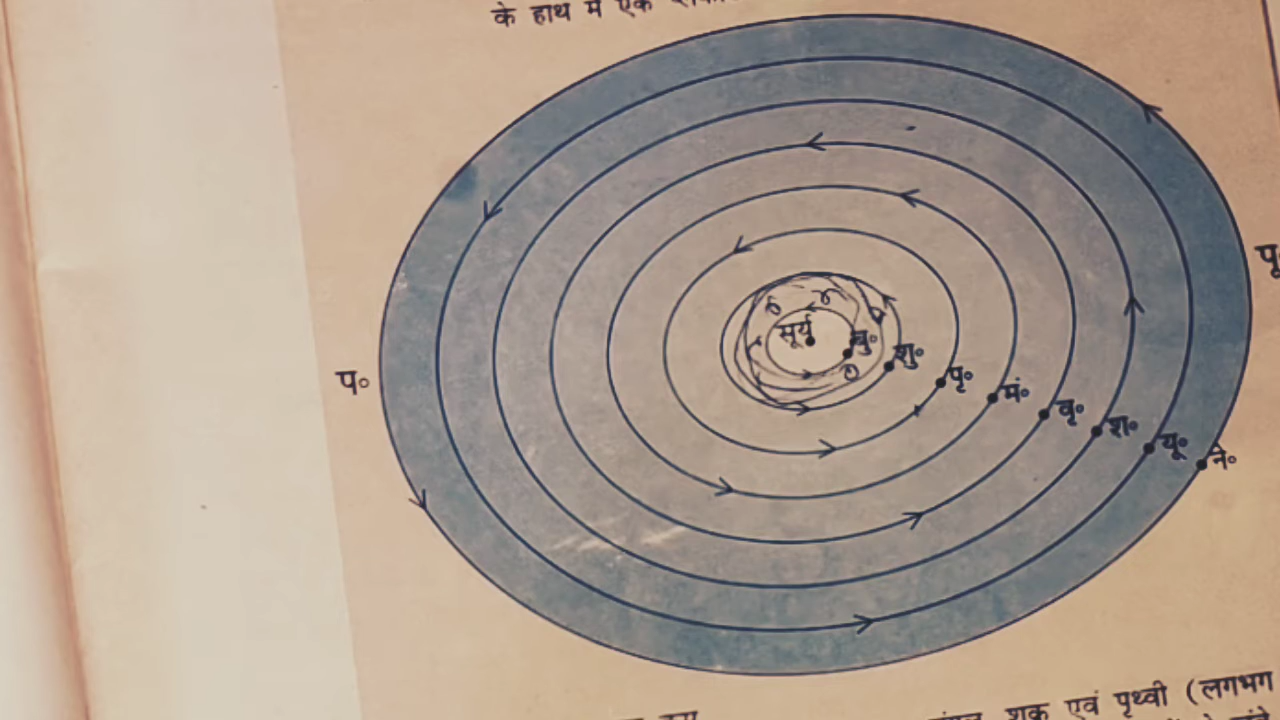 के हाथ में एक
पू
सूर्य
बु॰
शु॰
प॰
पृ॰
मं॰
वृ॰
श॰
यू॰
ने॰
शुक्र एवं पृथ्वी (लगभग